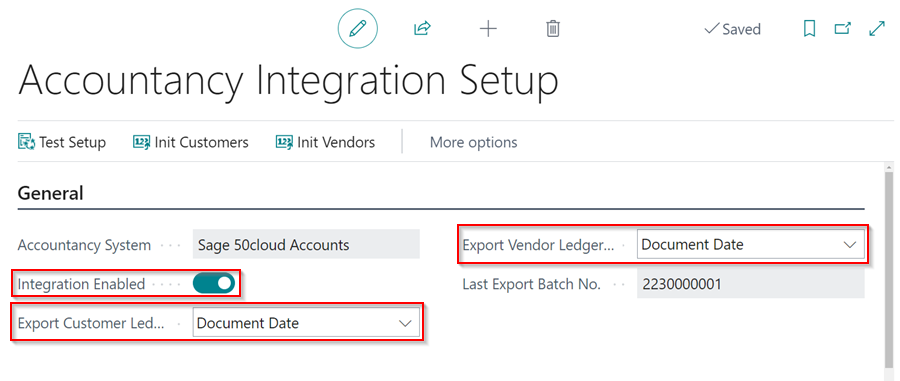 Saved
Accountancy Integration Setup
Test Setup Init Customers Init Vendors More options
General
Accountancy System Sage 50cloud Accounts
Integration Enabled
Export Customer Led... Document Date
Export Vendor Ledger... Document Date
Last Export Batch No. 2230000001